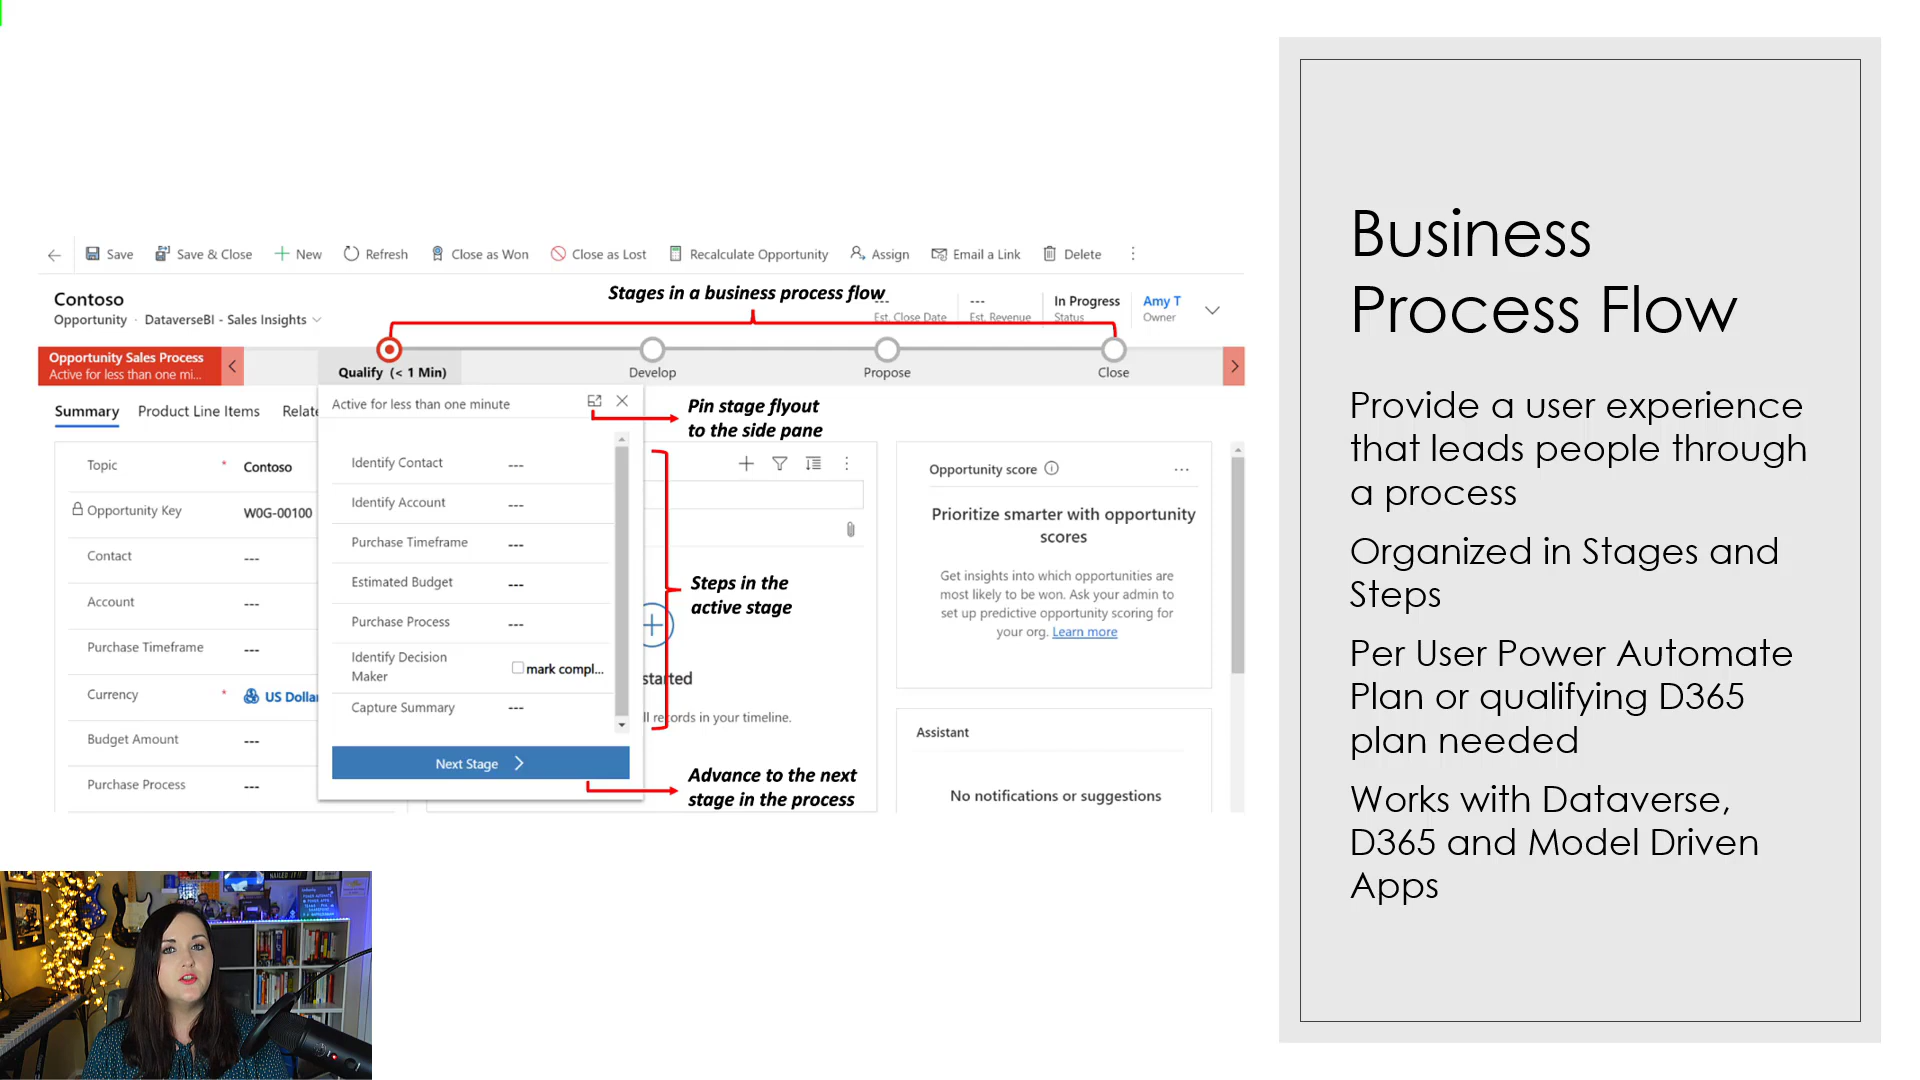 Save
Save & Close
New
Refresh
Close as Won
Close as Lost
Recalculate Opportunity
Assign
Email a Link
Delete
Contoso
Opportunity · DataverseBI - Sales Insights
Stages in a business process flow
---
Est. Close Date
---
Est. Revenue
In Progress
Status
Amy T
Owner
Opportunity Sales Process
Active for less than one mi...
Qualify (< 1 Min)
Develop
Propose
Close
Summary
Product Line Items
Relate
Active for less than one minute
Pin stage flyout
to the side pane
Topic * Contoso
Opportunity Key W0G-00100
Contact ---
Account ---
Purchase Timeframe ---
Currency * US Dollar
Budget Amount ---
Purchase Process ---
Identify Contact ---
Identify Account ---
Purchase Timeframe ---
Estimated Budget ---
Purchase Process ---
Identify Decision
Maker
mark compl...
Capture Summary ---
Next Stage
Steps in the
active stage
started
ll records in your timeline.
Advance to the next
stage in the process
Opportunity score
Prioritize smarter with opportunity
scores
Get insights into which opportunities are
most likely to be won. Ask your admin to
set up predictive opportunity scoring for
your org. Learn more
Assistant
No notifications or suggestions
Business
Process Flow
Provide a user experience
that leads people through
a process
Organized in Stages and
Steps
Per User Power Automate
Plan or qualifying D365
plan needed
Works with Dataverse,
D365 and Model Driven
Apps